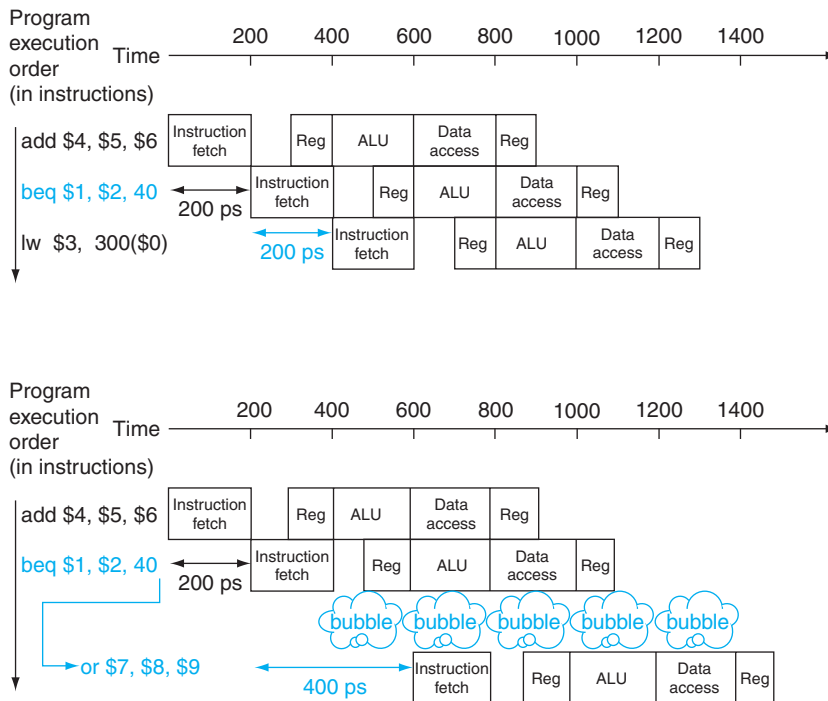 Program
execution
order
(in instructions)
Time
200 400 600 800 1000 1200 1400
add $4, $5, $6
Instruction
fetch
Reg
ALU
Data
access
Reg
beq $1, $2, 40
200 ps
Instruction
fetch
Reg
ALU
Data
access
Reg
lw $3, 300($0)
200 ps
Instruction
fetch
Reg
ALU
Data
access
Reg
Program
execution
order
(in instructions)
Time
200 400 600 800 1000 1200 1400
add $4, $5, $6
Instruction
fetch
Reg
ALU
Data
access
Reg
beq $1, $2, 40
200 ps
Instruction
fetch
Reg
ALU
Data
access
Reg
bubble bubble bubble bubble bubble
or $7, $8, $9
400 ps
Instruction
fetch
Reg
ALU
Data
access
Reg